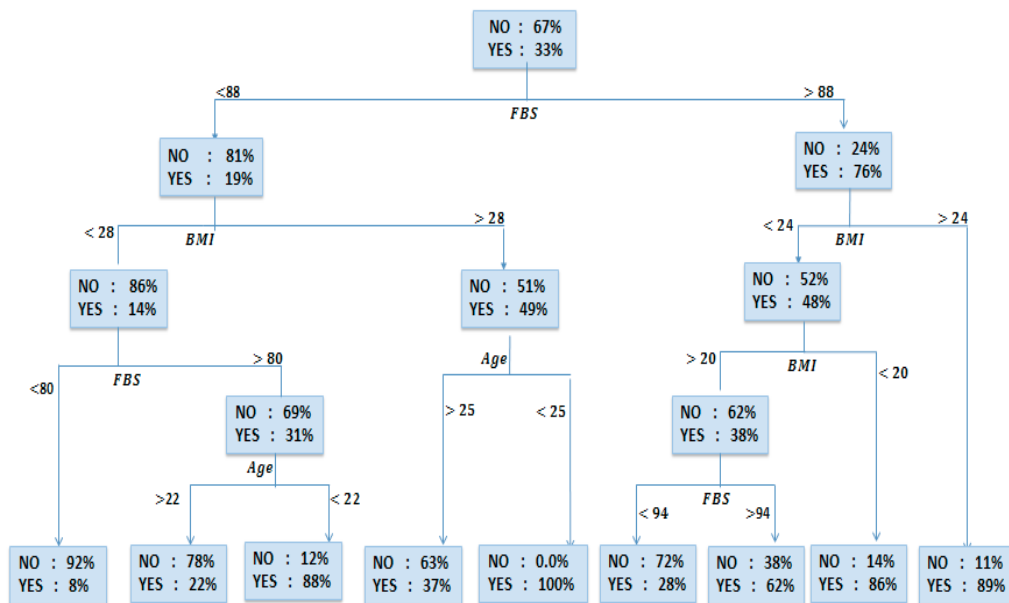 NO : 67%
YES : 33%
<88
> 88
FBS
NO : 81%
YES : 19%
NO : 24%
YES : 76%
< 28
BMI
> 28
< 24
BMI
> 24
NO : 86%
YES : 14%
NO : 51%
YES : 49%
NO : 52%
YES : 48%
<80
FBS
> 80
Age
> 20
BMI
< 20
NO : 69%
YES : 31%
> 25
< 25
NO : 62%
YES : 38%
Age
>22
< 22
< 94
FBS
>94
NO : 92%
YES : 8%
NO : 78%
YES : 22%
NO : 12%
YES : 88%
NO : 63%
YES : 37%
NO : 0.0%
YES : 100%
NO : 72%
YES : 28%
NO : 38%
YES : 62%
NO : 14%
YES : 86%
NO : 11%
YES : 89%